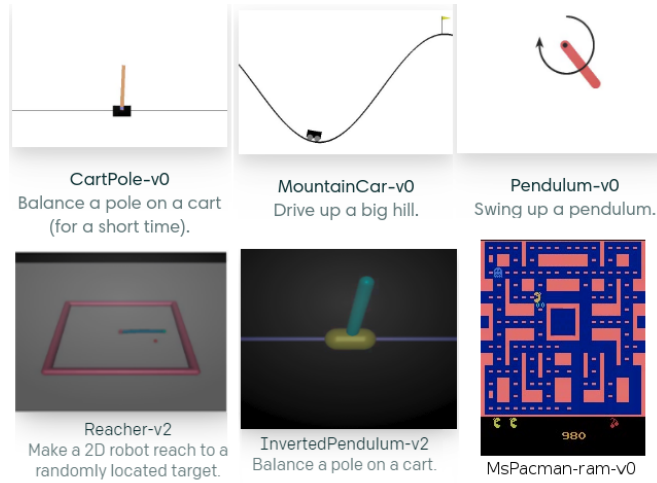 CartPole-v0
Balance a pole on a cart
(for a short time).
MountainCar-v0
Drive up a big hill.
Pendulum-v0
Swing up a pendulum.
Reacher-v2
Make a 2D robot reach to a
randomly located target.
InvertedPendulum-v2
Balance a pole on a cart.
980
MsPacman-ram-v0